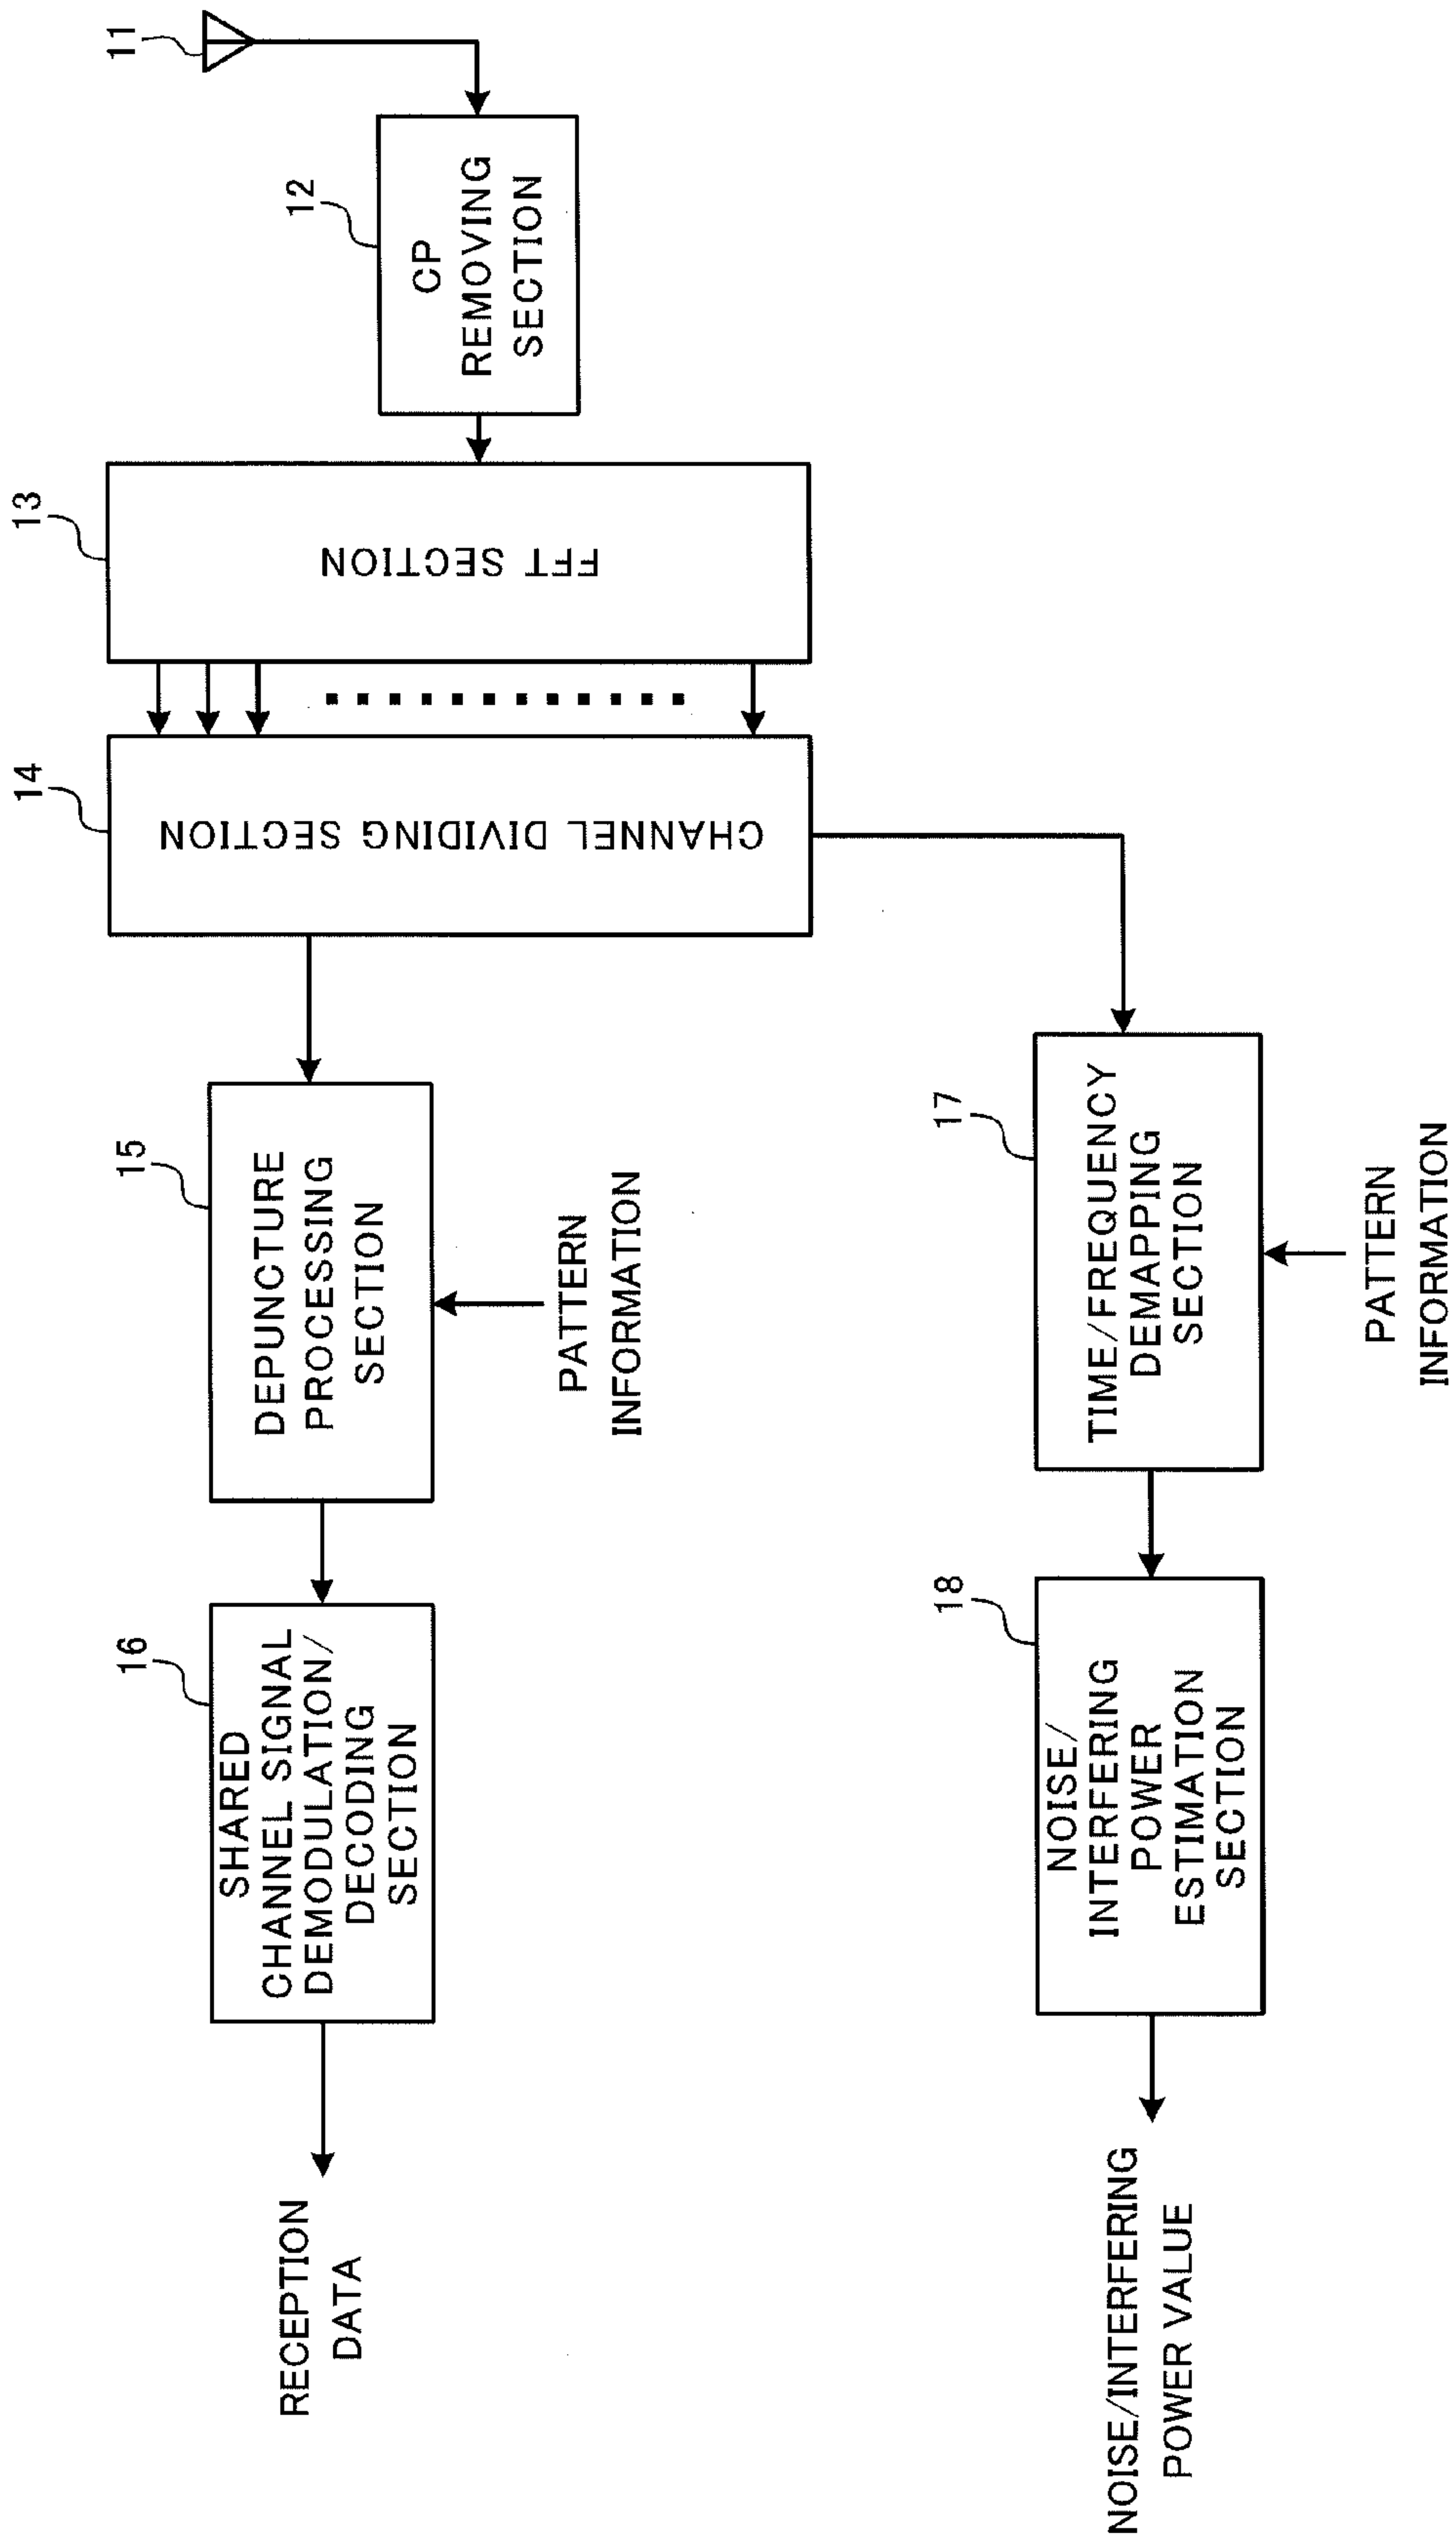 11
12
CP
REMOVING
SECTION
13
FFT SECTION
14
CHANNEL DIVIDING SECTION
15
DEPUNCTURE
PROCESSING
SECTION
PATTERN
INFORMATION
16
SHARED
CHANNEL SIGNAL
DEMODULATION/
DECODING
SECTION
RECEPTION
DATA
17
TIME/FREQUENCY
DEMAPPING
SECTION
PATTERN
INFORMATION
18
NOISE/
INTERFERING
POWER
ESTIMATION
SECTION
NOISE/INTERFERING
POWER VALUE